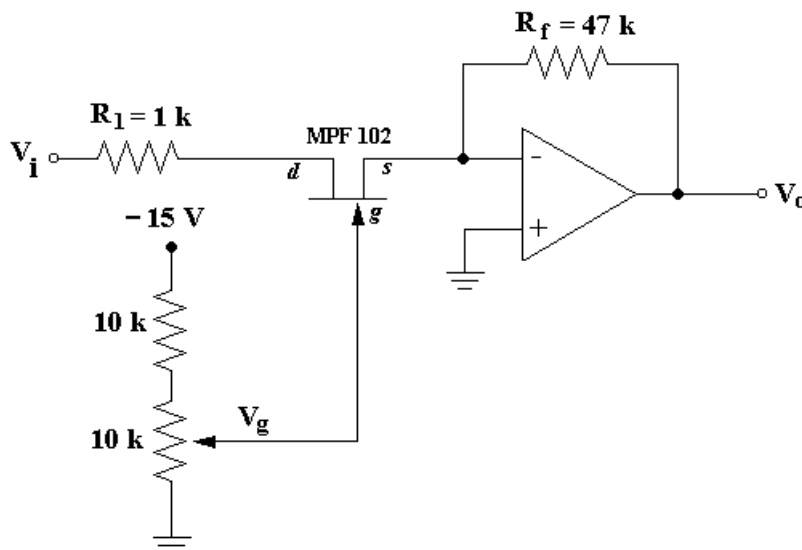 R_f = 47 k
R_1 = 1 k
MPF 102
V_i
d
s
g
-
+
V_o
− 15 V
10 k
V_g
10 k